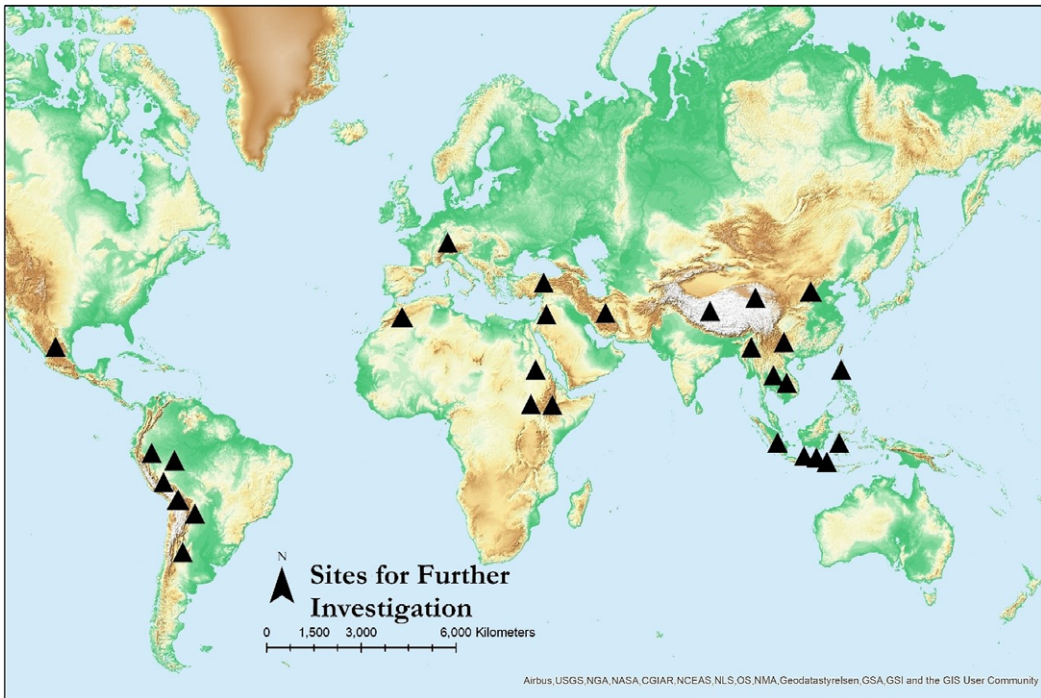 N
Sites for Further
Investigation
0 1,500 3,000 6,000 Kilometers
Airbus,USGS,NGA,NASA,CGIAR,NCEAS,NLS,OS,NMA,Geodatastyrelsen,GSA,GSI and the GIS User Community